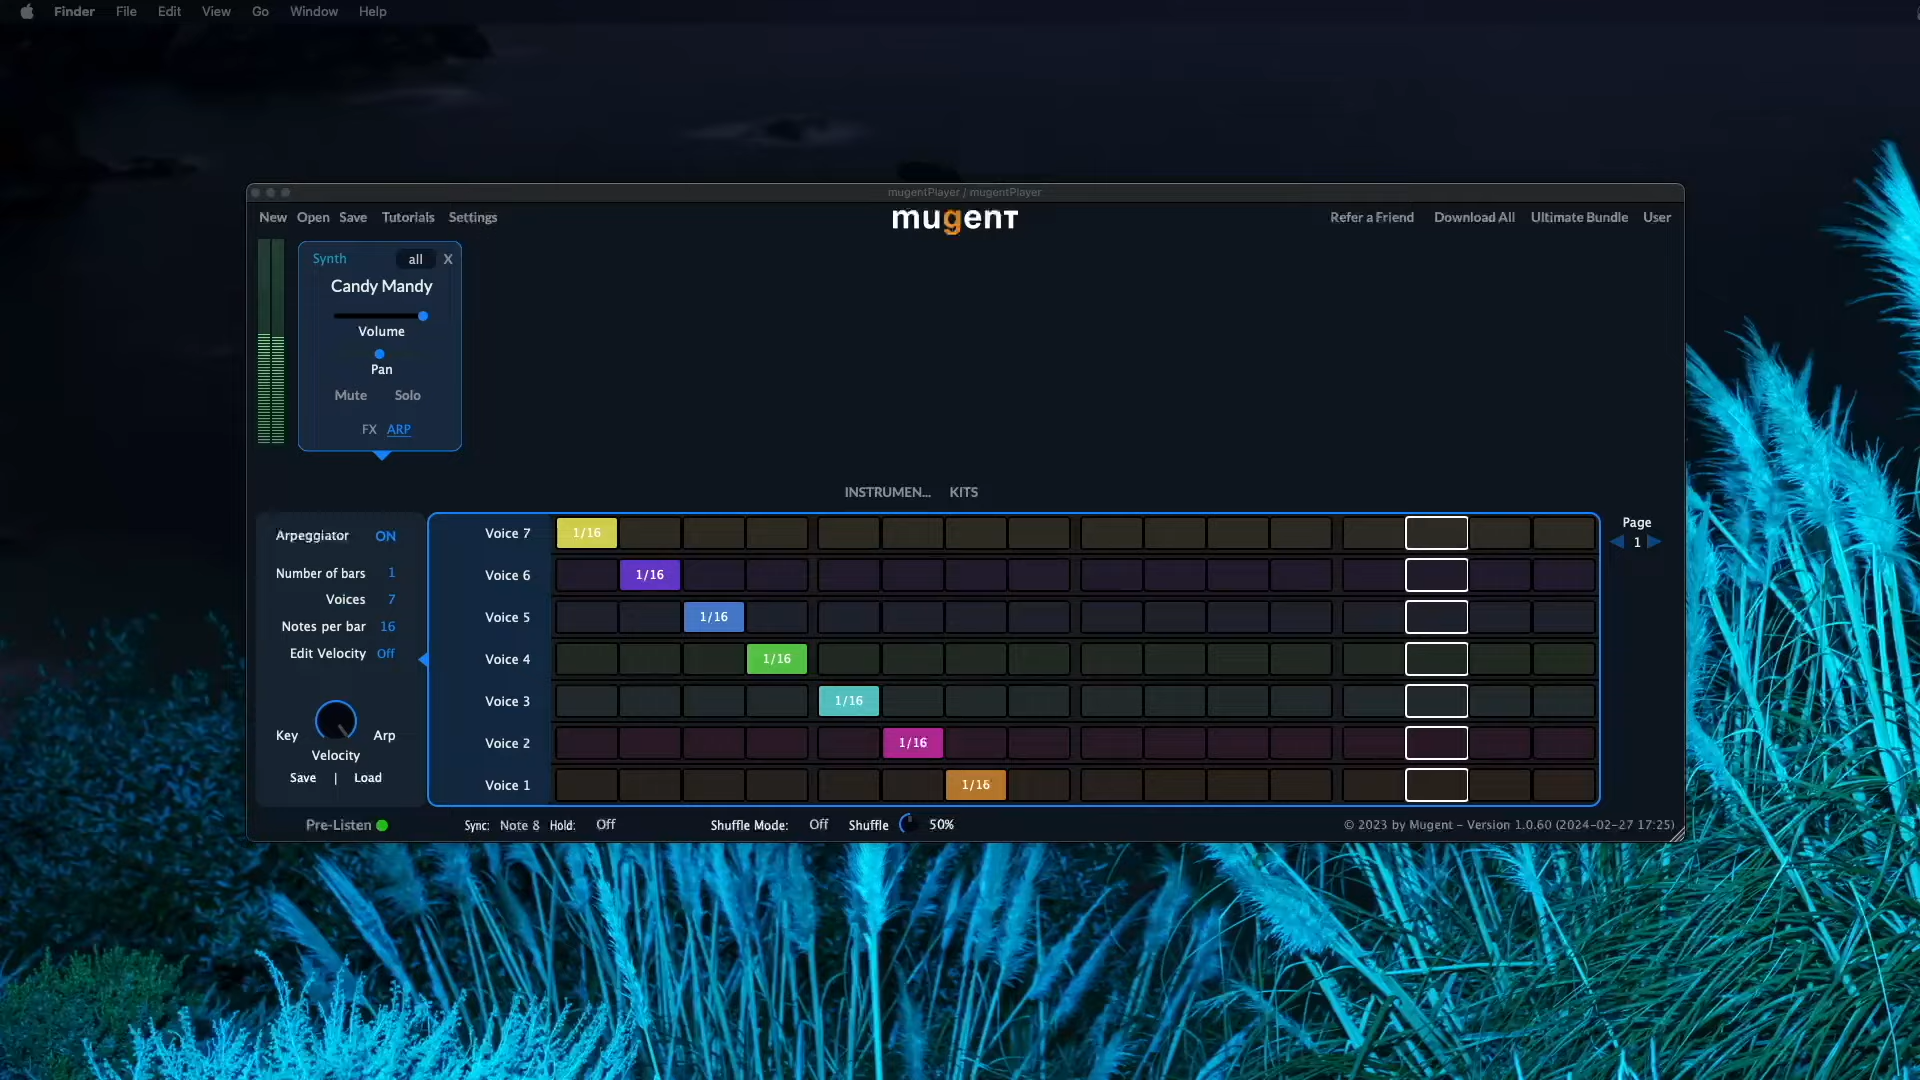 Finder File Edit View Go Window Help
mugentPlayer / mugentPlayer
New Open Save Tutorials Settings
mugent
Refer a Friend Download All Ultimate Bundle User
Synth all X
Candy Mandy
Volume
Pan
Mute Solo
FX ARP
INSTRUMEN... KITS
Arpeggiator ON
Number of bars 1
Voices 7
Notes per bar 16
Edit Velocity Off
Key Arp
Velocity
Save | Load
Voice 7 1/16
Voice 6 1/16
Voice 5 1/16
Voice 4 1/16
Voice 3 1/16
Voice 2 1/16
Voice 1 1/16
Page
1
Pre-Listen
Sync: Note 8 Hold: Off
Shuffle Mode: Off Shuffle 50%
© 2023 by Mugent - Version 1.0.60 (2024-02-27 17:25)